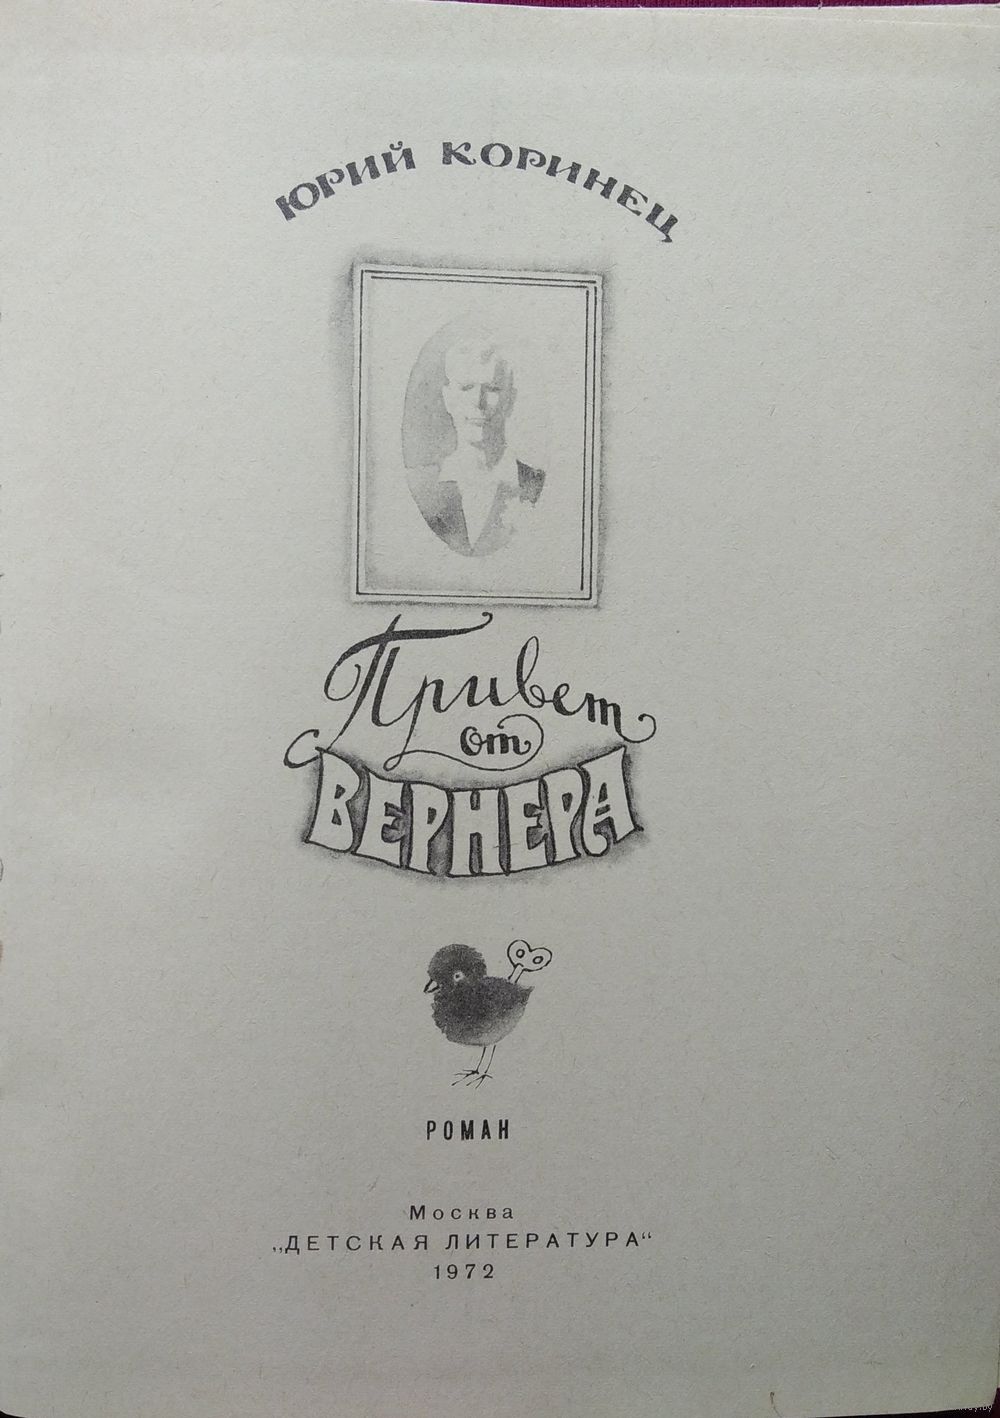 ЮРИЙ КОРИНЕЦ
Привет
от
ВЕРНЕРА
РОМАН
Москва
„ДЕТСКАЯ ЛИТЕРАТУРА“
1972